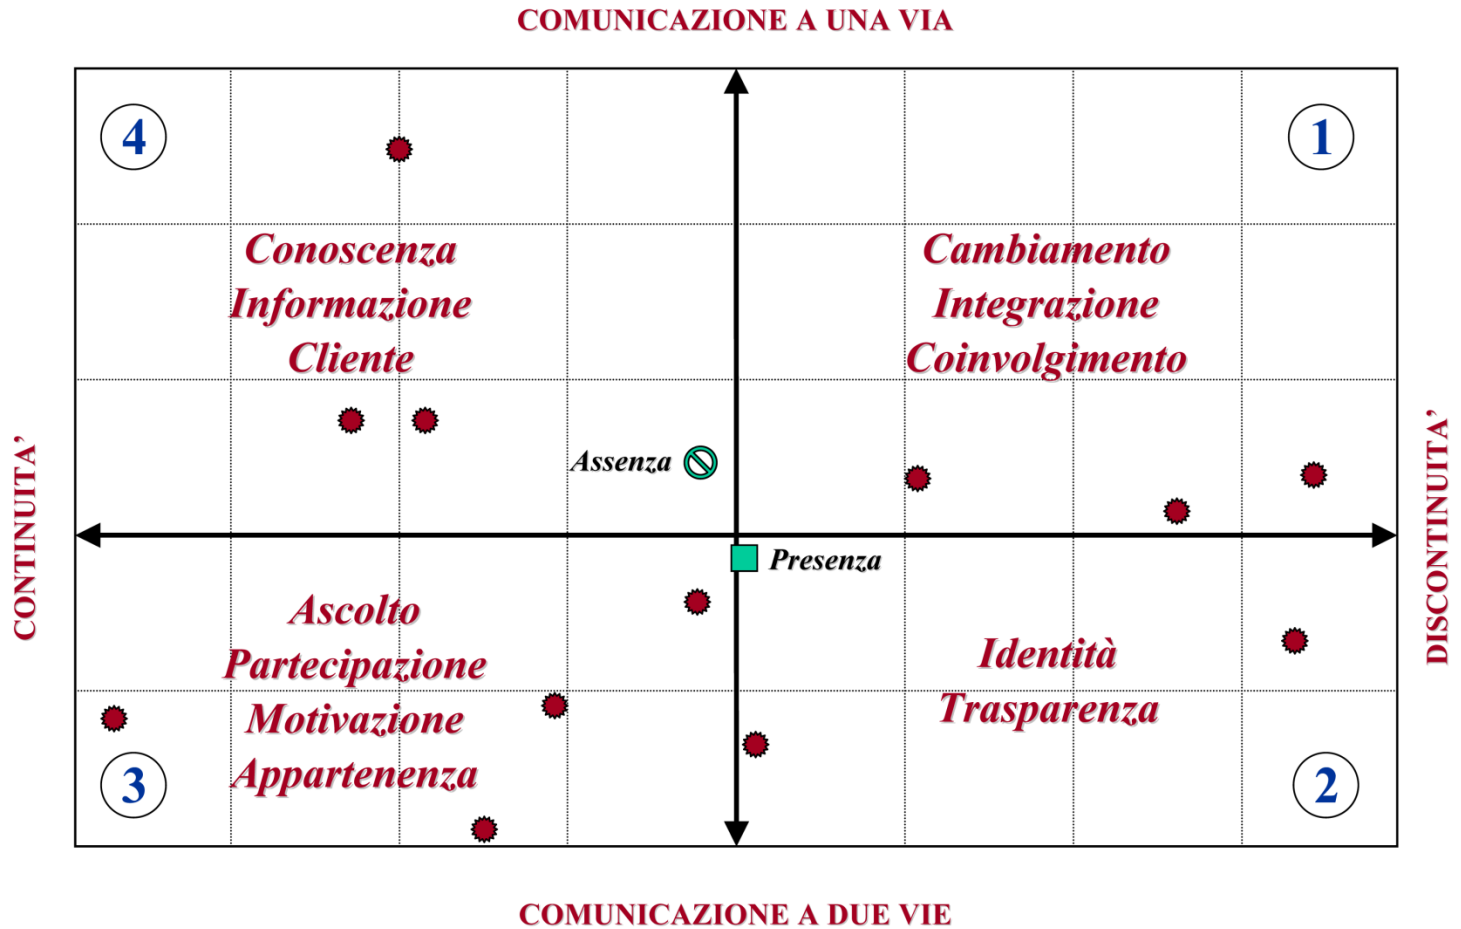 COMUNICAZIONE A UNA VIA
4
1
Conoscenza
Informazione
Cliente
Cambiamento
Integrazione
Coinvolgimento
Assenza
CONTINUITA’
DISCONTINUITA’
Presenza
Ascolto
Partecipazione
Motivazione
Appartenenza
Identità
Trasparenza
3
2
COMUNICAZIONE A DUE VIE